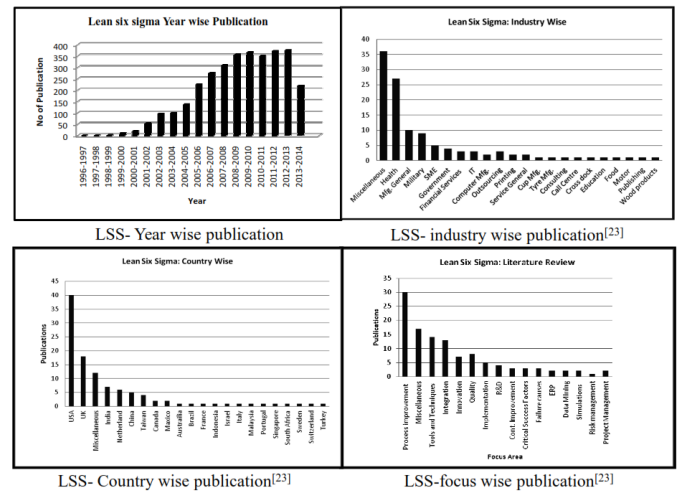 Lean six sigma Year wise Publication
No of Publication
400
350
300
250
200
150
100
50
0
1996-1997
1997-1998
1998-1999
1999-2000
2000-2001
2001-2002
2002-2003
2003-2004
2004-2005
2005-2006
2006-2007
2007-2008
2008-2009
2009-2010
2010-2011
2011-2012
2012-2013
2013-2014
Year
LSS- Year wise publication
Lean Six Sigma: Industry Wise
40
35
30
25
20
15
10
5
0
Miscellaneous
Health
Mfg. General
Military
SME
Government
Financial Services
IT
Computer Mfg.
Outsourcing
Printing
Service General
Cup Mfg.
Tyre Mfg.
Consulting
Call Centre
Cross dock
Education
Food
Motor
Publishing
Wood products
LSS- industry wise publication[23]
Lean Six Sigma: Country Wise
Publications
45
40
35
30
25
20
15
10
5
0
USA
UK
Miscellaneous
India
Netherland
China
Taiwan
Canada
Mexico
Australia
Brazil
France
Indonesia
Israel
Italy
Malaysia
Portugal
Singapore
South Africa
Sweden
Switzerland
Turkey
LSS- Country wise publication[23]
Lean Six Sigma: Literature Review
Publications
35
30
25
20
15
10
5
0
Process Improvement
Miscellaneous
Tools and Techniques
Integration
Innovation
Quality
Implementation
R&D
Cont. Improvement
Critical Success Factors
Failure causes
ERP
Data Mining
Simulations
Risk management
Project Management
Focus Area
LSS-focus wise publication[23]